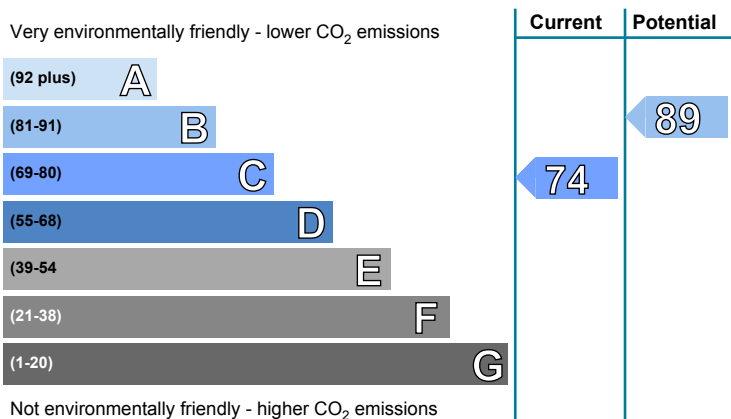 Very environmentally friendly - lower CO2 emissions
Current
Potential
(92 plus) A
(81-91) B
89
(69-80) C
74
(55-68) D
(39-54 E
(21-38) F
(1-20) G
Not environmentally friendly - higher CO2 emissions